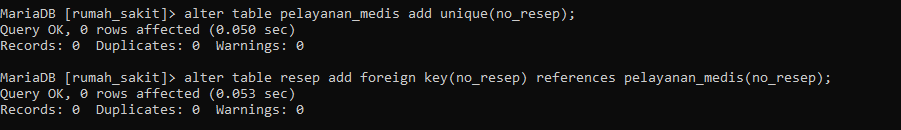 MariaDB [rumah_sakit]> alter table pelayanan_medis add unique(no_resep);
Query OK, 0 rows affected (0.050 sec)
Records: 0  Duplicates: 0  Warnings: 0

MariaDB [rumah_sakit]> alter table resep add foreign key(no_resep) references pelayanan_medis(no_resep);
Query OK, 0 rows affected (0.053 sec)
Records: 0  Duplicates: 0  Warnings: 0